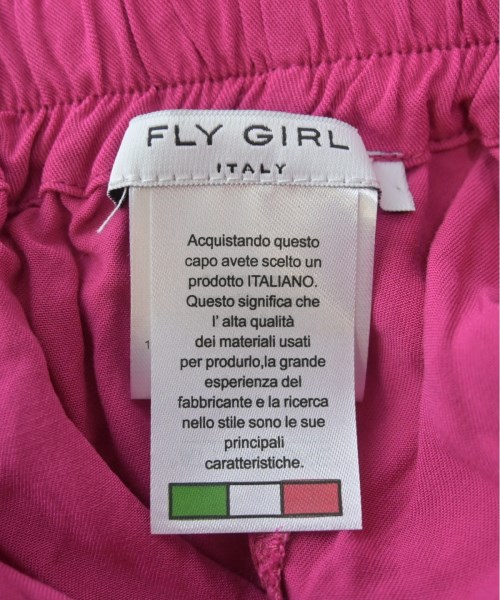 FLY GIRL
ITALY
Acquistando questo
capo avete scelto un
prodotto ITALIANO.
Questo significa che
l' alta qualità
dei materiali usati
per produrlo,la grande
esperienza del
fabbricante e la ricerca
nello stile sono le sue
principali
caratteristiche.